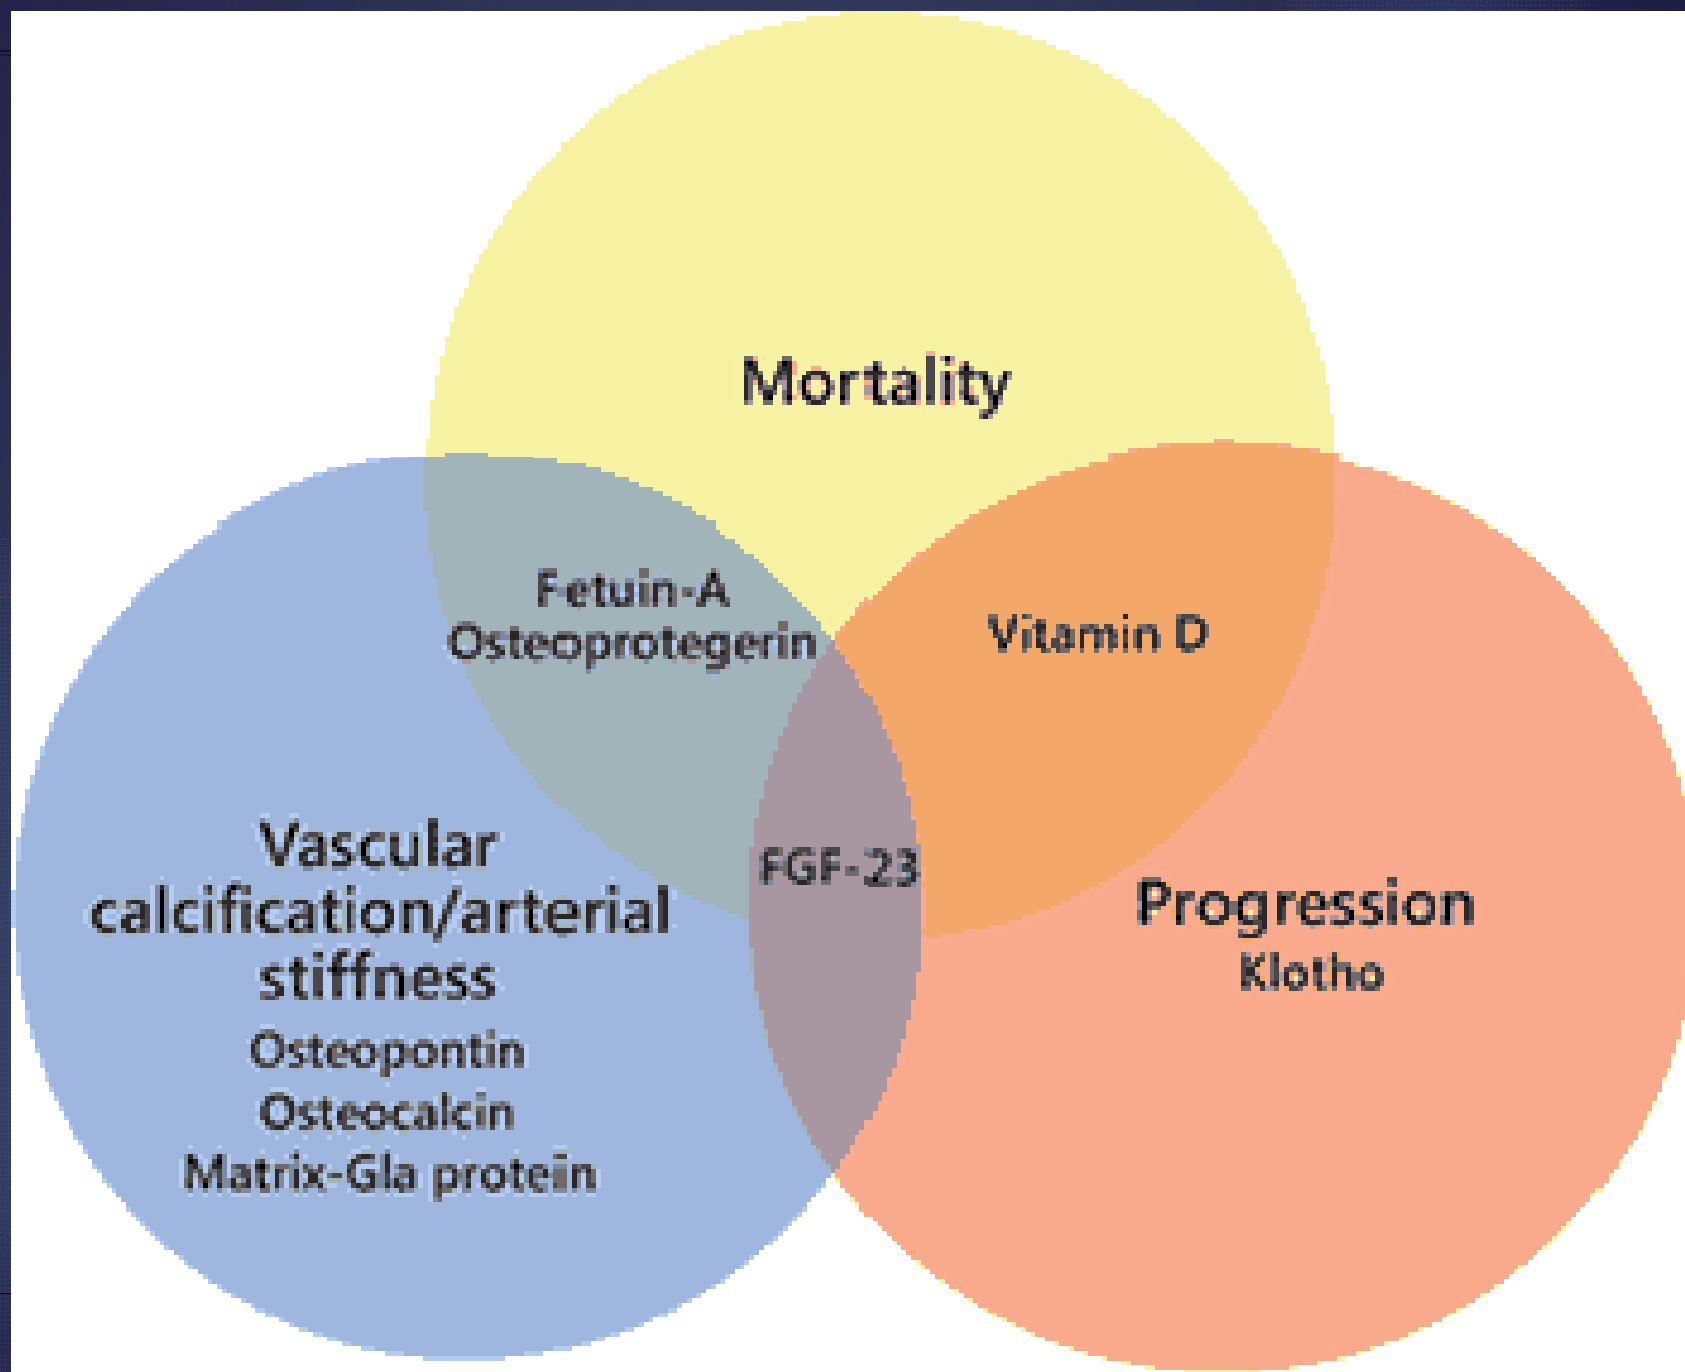 Mortality
Fetuin-A
Osteoprotegerin
Vitamin D
FGF-23
Vascular
calcification/arterial
stiffness
Osteopontin
Osteocalcin
Matrix-Gla protein
Progression
Klotho